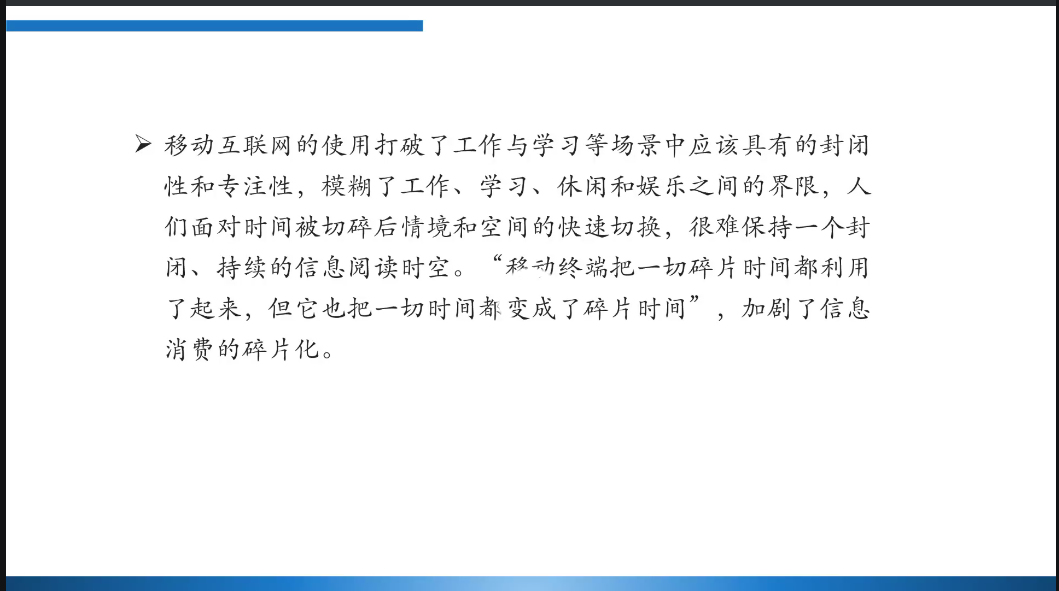 ➢ 移动互联网的使用打破了工作与学习等场景中应该具有的封闭
性和专注性，模糊了工作、学习、休闲和娱乐之间的界限，人
们面对时间被切碎后情境和空间的快速切换，很难保持一个封
闭、持续的信息阅读时空。“移动终端把一切碎片时间都利用
了起来，但它也把一切时间都变成了碎片时间”，加剧了信息
消费的碎片化。